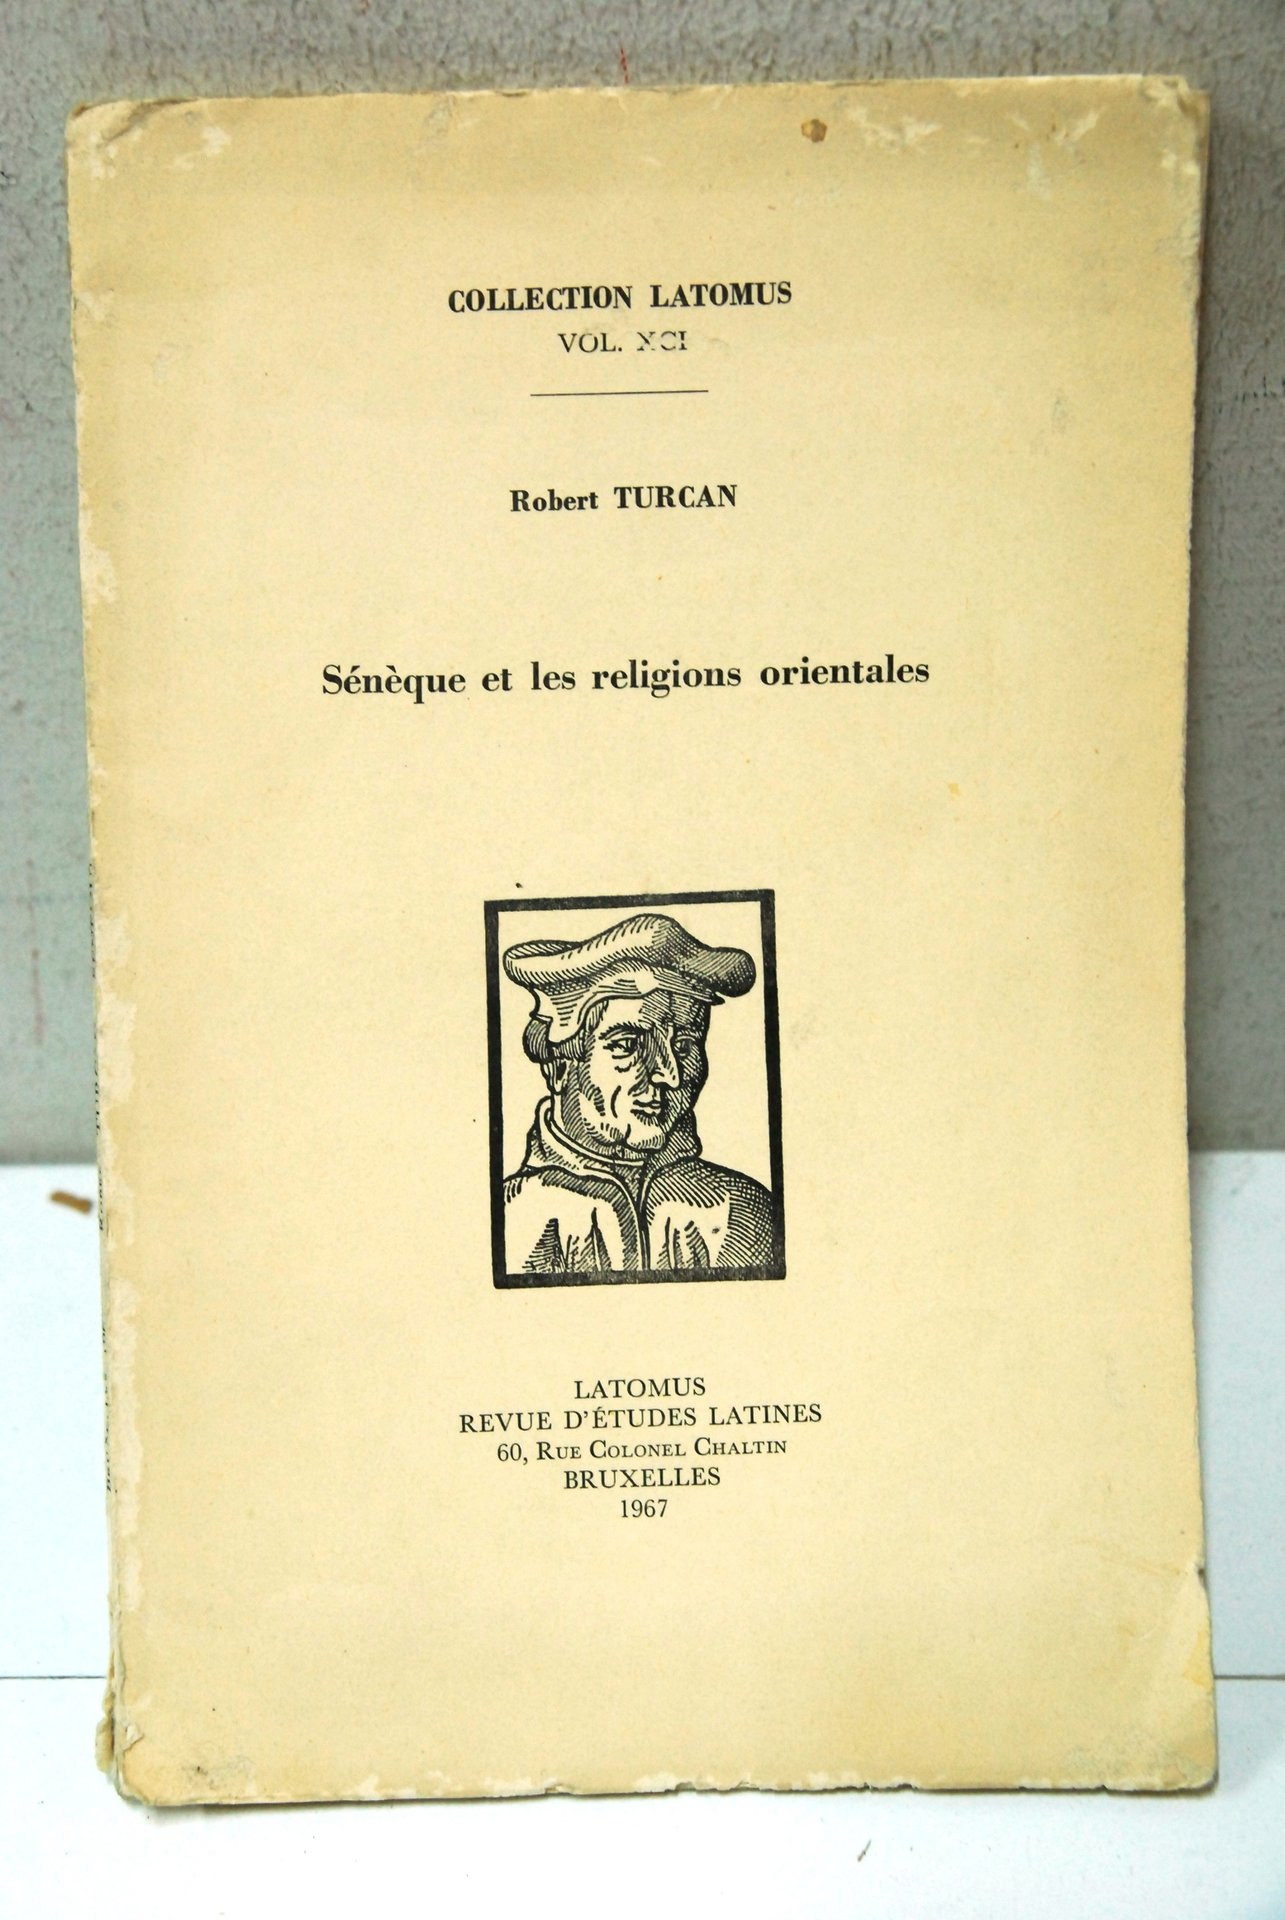 COLLECTION LATOMUS
VOL. XCI
Robert TURCAN
Sénèque et les religions orientales
LATOMUS
REVUE D'ÉTUDES LATINES
60, RUE COLONEL CHALTIN
BRUXELLES
1967